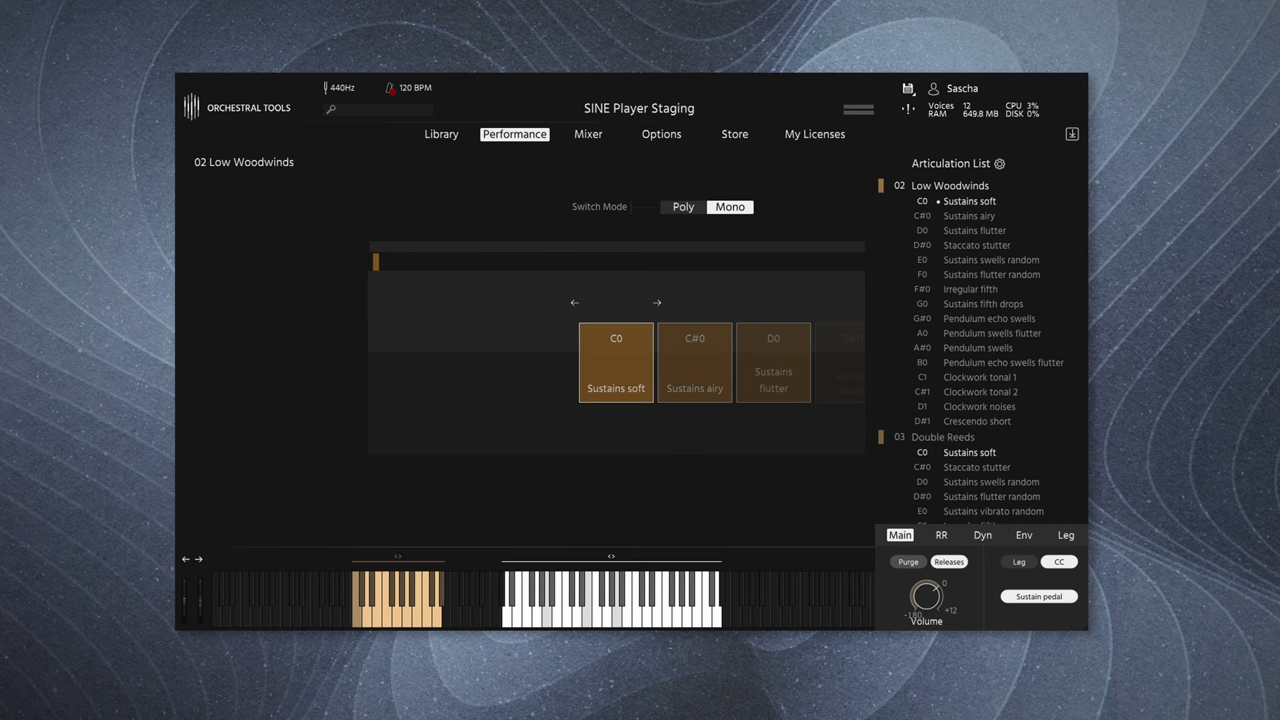 440Hz
120 BPM
Sascha
ORCHESTRAL TOOLS
SINE Player Staging
Voices 12 CPU 3%
RAM 649.8 MB DISK 0%
Library Performance Mixer Options Store My Licenses
02 Low Woodwinds
Switch Mode Poly Mono
C0 C#0 D0
Sustains soft Sustains airy Sustains flutter
Articulation List
02 Low Woodwinds
C0 Sustains soft
C#0 Sustains airy
D0 Sustains flutter
D#0 Staccato stutter
E0 Sustains swells random
F0 Sustains flutter random
F#0 Irregular fifth
G0 Sustains fifth drops
G#0 Pendulum echo swells
A0 Pendulum swells flutter
A#0 Pendulum swells
B0 Pendulum echo swells flutter
C1 Clockwork tonal 1
C#1 Clockwork tonal 2
D1 Clockwork noises
D#1 Crescendo short
03 Double Reeds
C0 Sustains soft
C#0 Staccato stutter
D0 Sustains swells random
D#0 Sustains flutter random
E0 Sustains vibrato random
Main RR Dyn Env Leg
Purge Releases Leg CC
0
Sustain pedal
-180 +12
Volume